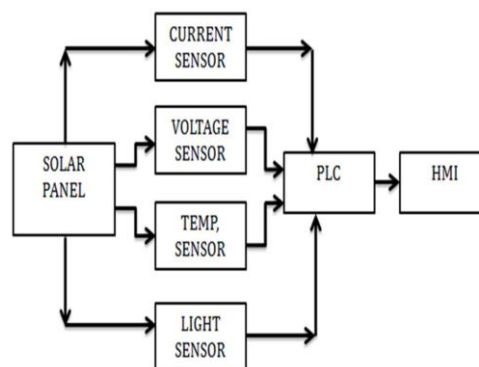 CURRENT
SENSOR
VOLTAGE
SENSOR
SOLAR
PANEL
PLC
HMI
TEMP,
SENSOR
LIGHT
SENSOR